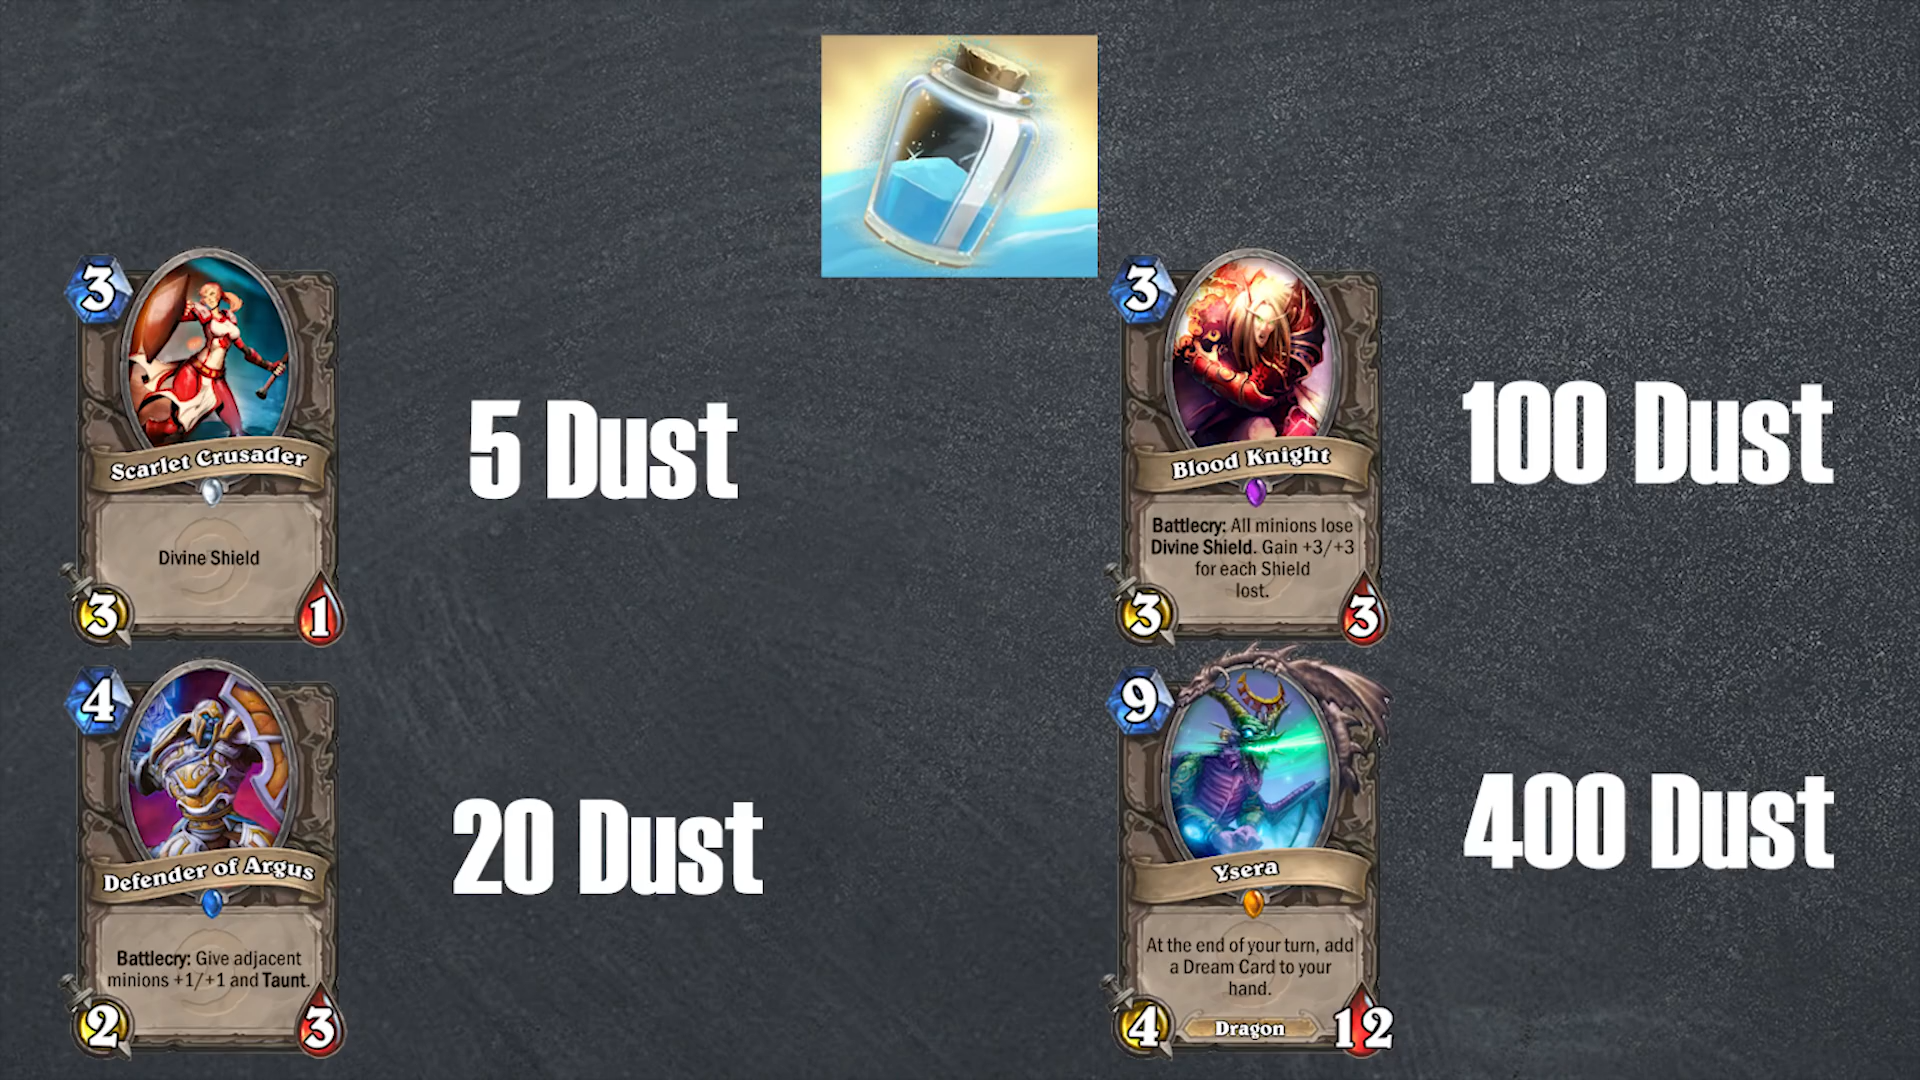 3
Scarlet Crusader
Divine Shield
3
1
5 Dust
3
Blood Knight
Battlecry: All minions lose
Divine Shield. Gain +3/+3
for each Shield
lost.
3
3
100 Dust
4
Defender of Argus
Battlecry: Give adjacent
minions +1/+1 and Taunt.
2
3
20 Dust
9
Ysera
At the end of your turn, add
a Dream Card to your
hand.
4
Dragon
12
400 Dust